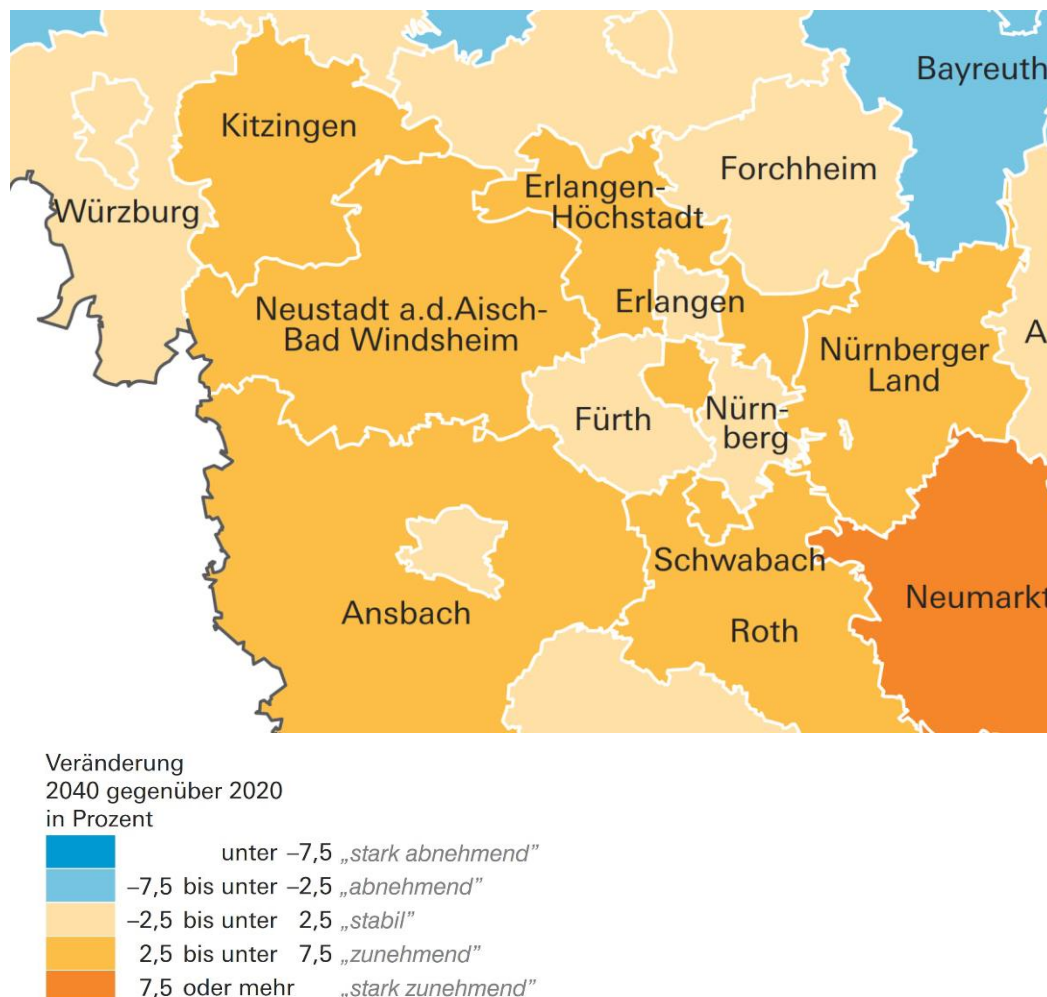 Bayreuth
Kitzingen
Forchheim
Erlangen-
Höchstadt
Würzburg
Erlangen
Neustadt a.d.Aisch-
Bad Windsheim
A
Nürnberger
Land
Fürth
Nürn-
berg
Schwabach
Neumarkt
Ansbach
Roth
Veränderung
2040 gegenüber 2020
in Prozent
unter –7,5 „stark abnehmend”
–7,5 bis unter –2,5 „abnehmend”
–2,5 bis unter 2,5 „stabil”
2,5 bis unter 7,5 „zunehmend”
7,5 oder mehr „stark zunehmend”